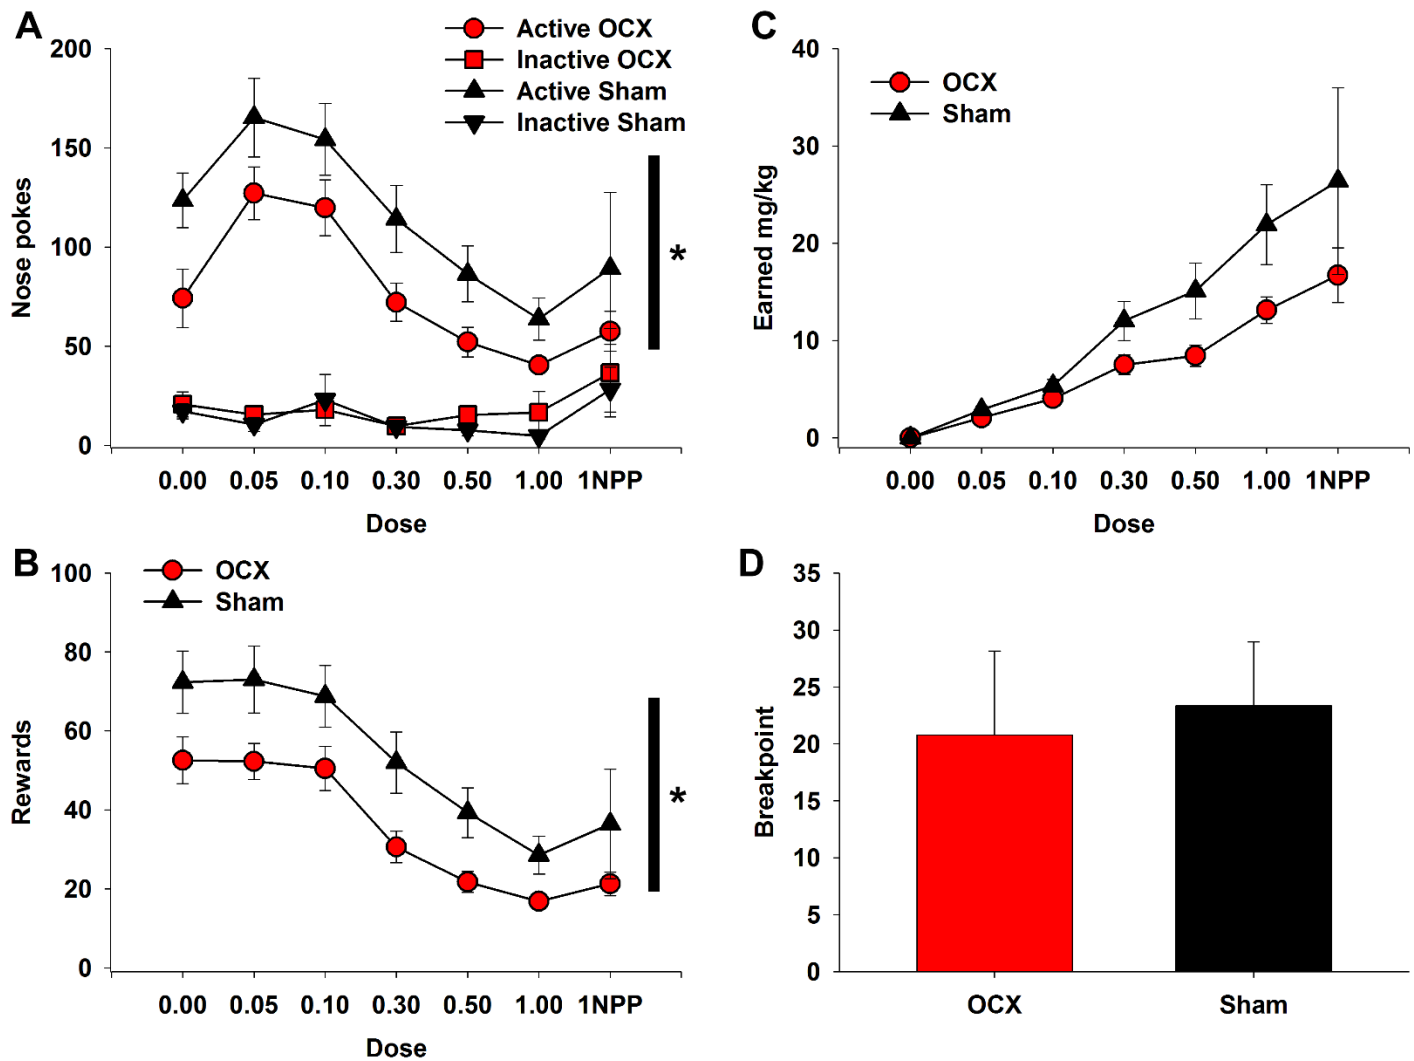 A
Active OCX
Inactive OCX
Active Sham
Inactive Sham
200
150
100
50
0
Nose pokes
*
0.00 0.05 0.10 0.30 0.50 1.00 1NPP
Dose
C
OCX
Sham
40
30
20
10
0
Earned mg/kg
0.00 0.05 0.10 0.30 0.50 1.00 1NPP
Dose
B
OCX
Sham
100
80
60
40
20
0
Rewards
*
0.00 0.05 0.10 0.30 0.50 1.00 1NPP
Dose
D
35
30
25
20
15
10
5
0
Breakpoint
OCX Sham